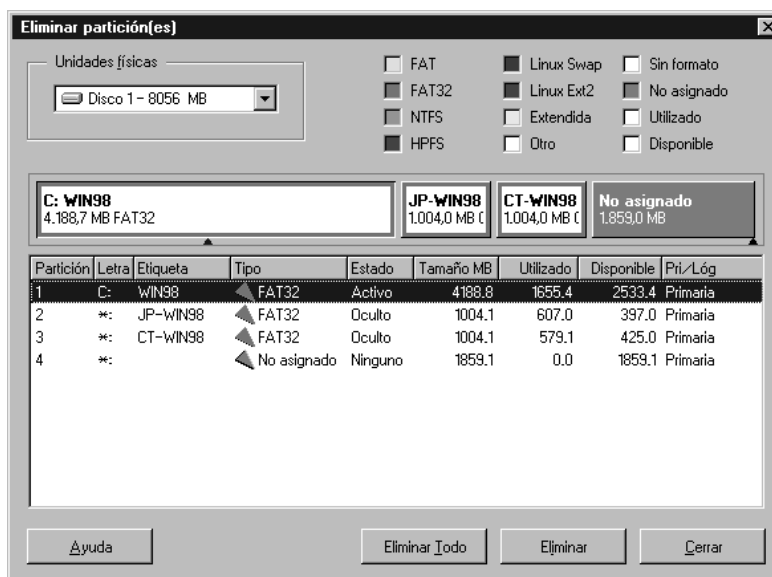 Eliminar partición(es)
Unidades físicas
Disco 1 - 8056 MB
FAT
FAT32
NTFS
HPFS
Linux Swap
Linux Ext2
Extendida
Otro
Sin formato
No asignado
Utilizado
Disponible
C: WIN98
4.188,7 MB FAT32
JP-WIN98
1.004,0 MB
CT-WIN98
1.004,0 MB
No asignado
1.859,0 MB
Partición Letra Etiqueta Tipo Estado Tamaño MB Utilizado Disponible Pri/Lóg
1 C: WIN98 FAT32 Activo 4188.8 1655.4 2533.4 Primaria
2 *: JP-WIN98 FAT32 Oculto 1004.1 607.0 397.0 Primaria
3 *: CT-WIN98 FAT32 Oculto 1004.1 579.1 425.0 Primaria
4 *: No asignado Ninguno 1859.1 0.0 1859.1 Primaria
Ayuda
Eliminar Todo
Eliminar
Cerrar